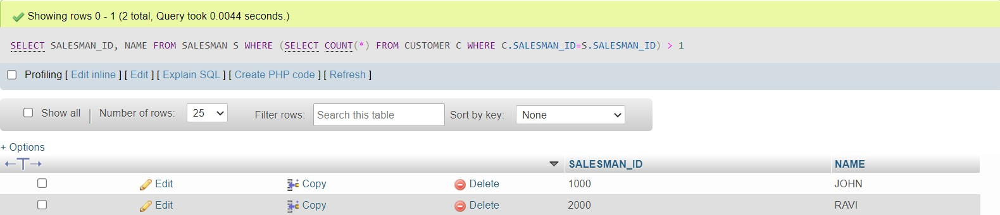 Showing rows 0 - 1 (2 total, Query took 0.0044 seconds.)
SELECT SALESMAN_ID, NAME FROM SALESMAN S WHERE (SELECT COUNT(*) FROM CUSTOMER C WHERE C.SALESMAN_ID=S.SALESMAN_ID) > 1
Profiling [ Edit inline ] [ Edit ] [ Explain SQL ] [ Create PHP code ] [ Refresh ]
Show all | Number of rows: 25 Filter rows: Search this table Sort by key: None
+ Options
←T→ SALESMAN_ID NAME
Edit Copy Delete 1000 JOHN
Edit Copy Delete 2000 RAVI